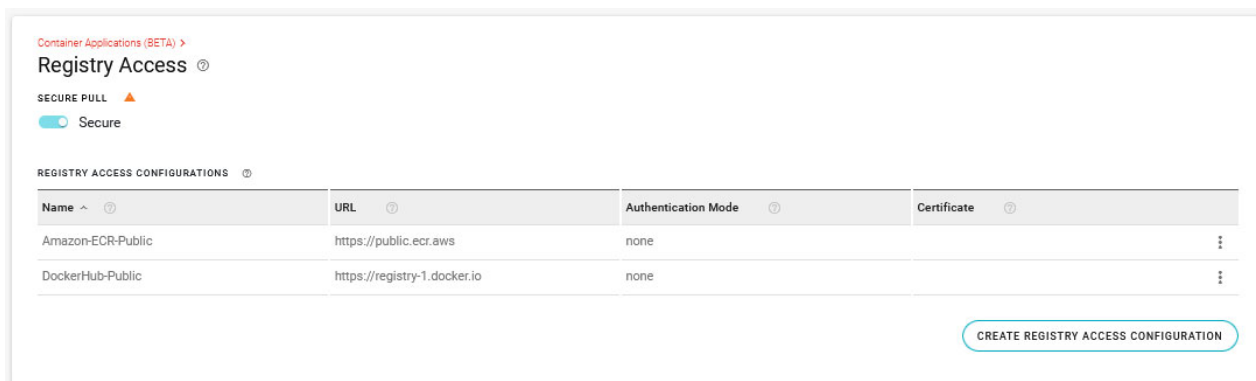 Container Applications (BETA) >
Registry Access ?
SECURE PULL
Secure
REGISTRY ACCESS CONFIGURATIONS ?
Name ^ ? URL ? Authentication Mode ? Certificate ?
Amazon-ECR-Public https://public.ecr.aws none
DockerHub-Public https://registry-1.docker.io none
CREATE REGISTRY ACCESS CONFIGURATION